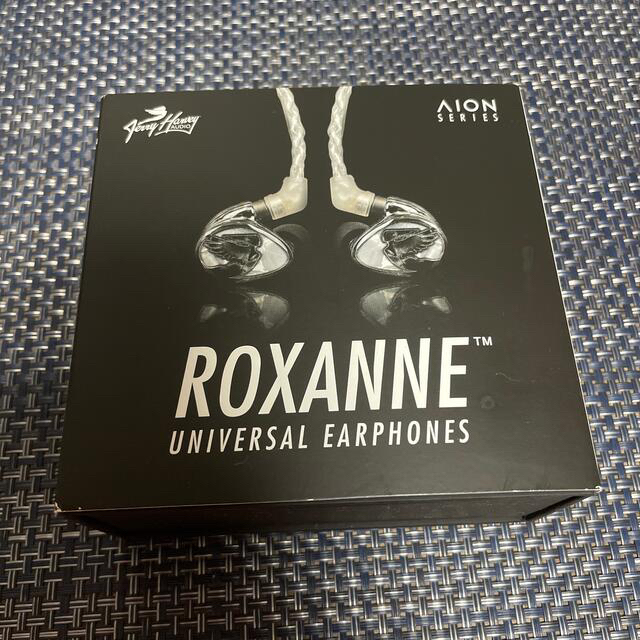 Jerry Harvey
AUDIO
AION
SERIES
ROXANNE™
UNIVERSAL EARPHONES